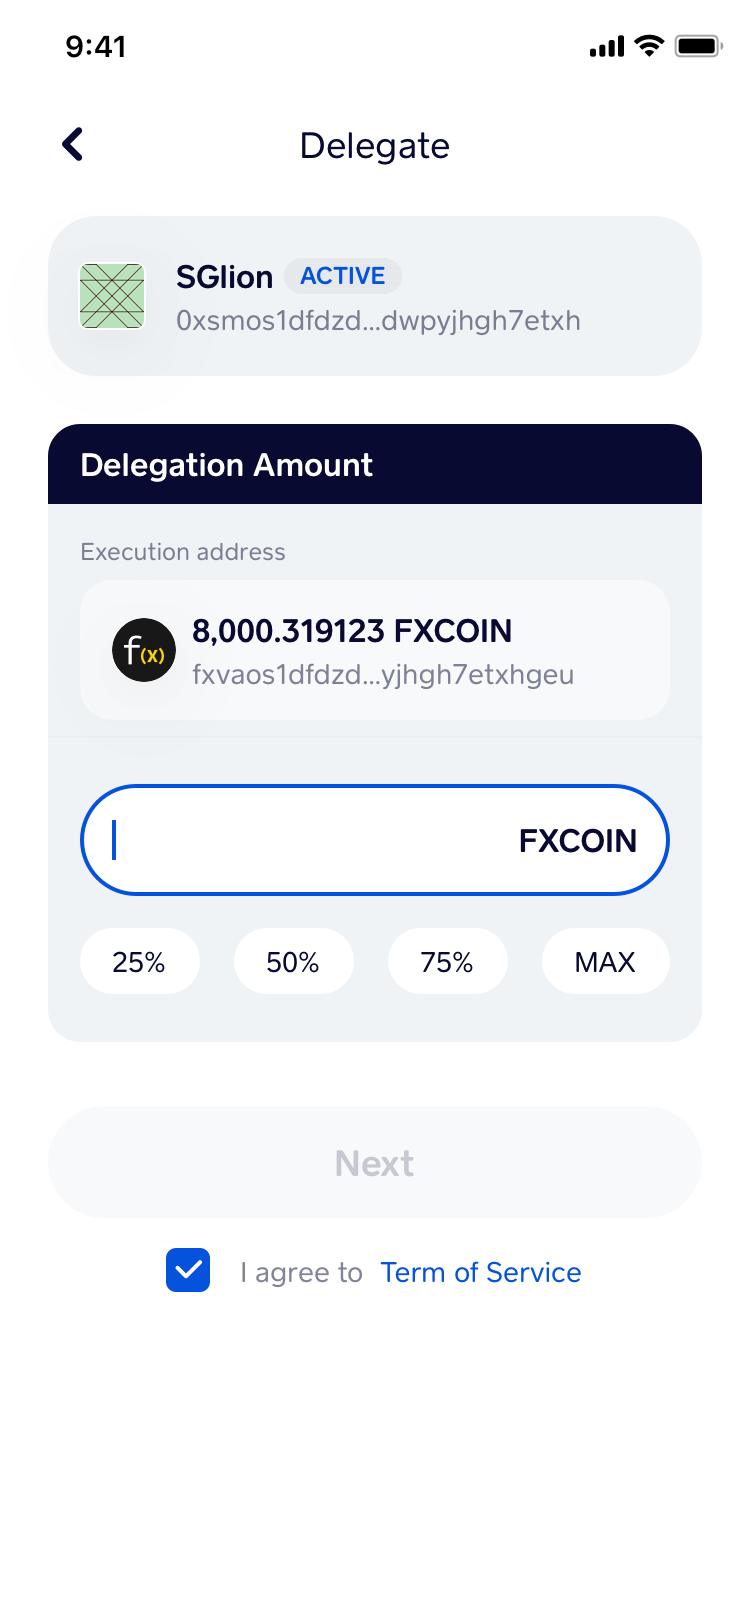 9:41
Delegate
SGlion ACTIVE
0xsmos1dfdzd...dwpyjhgh7etxh
Delegation Amount
Execution address
f(x)
8,000.319123 FXCOIN
fxvaos1dfdzd...yjhgh7etxhgeu
FXCOIN
25% 50% 75% MAX
Next
I agree to Term of Service